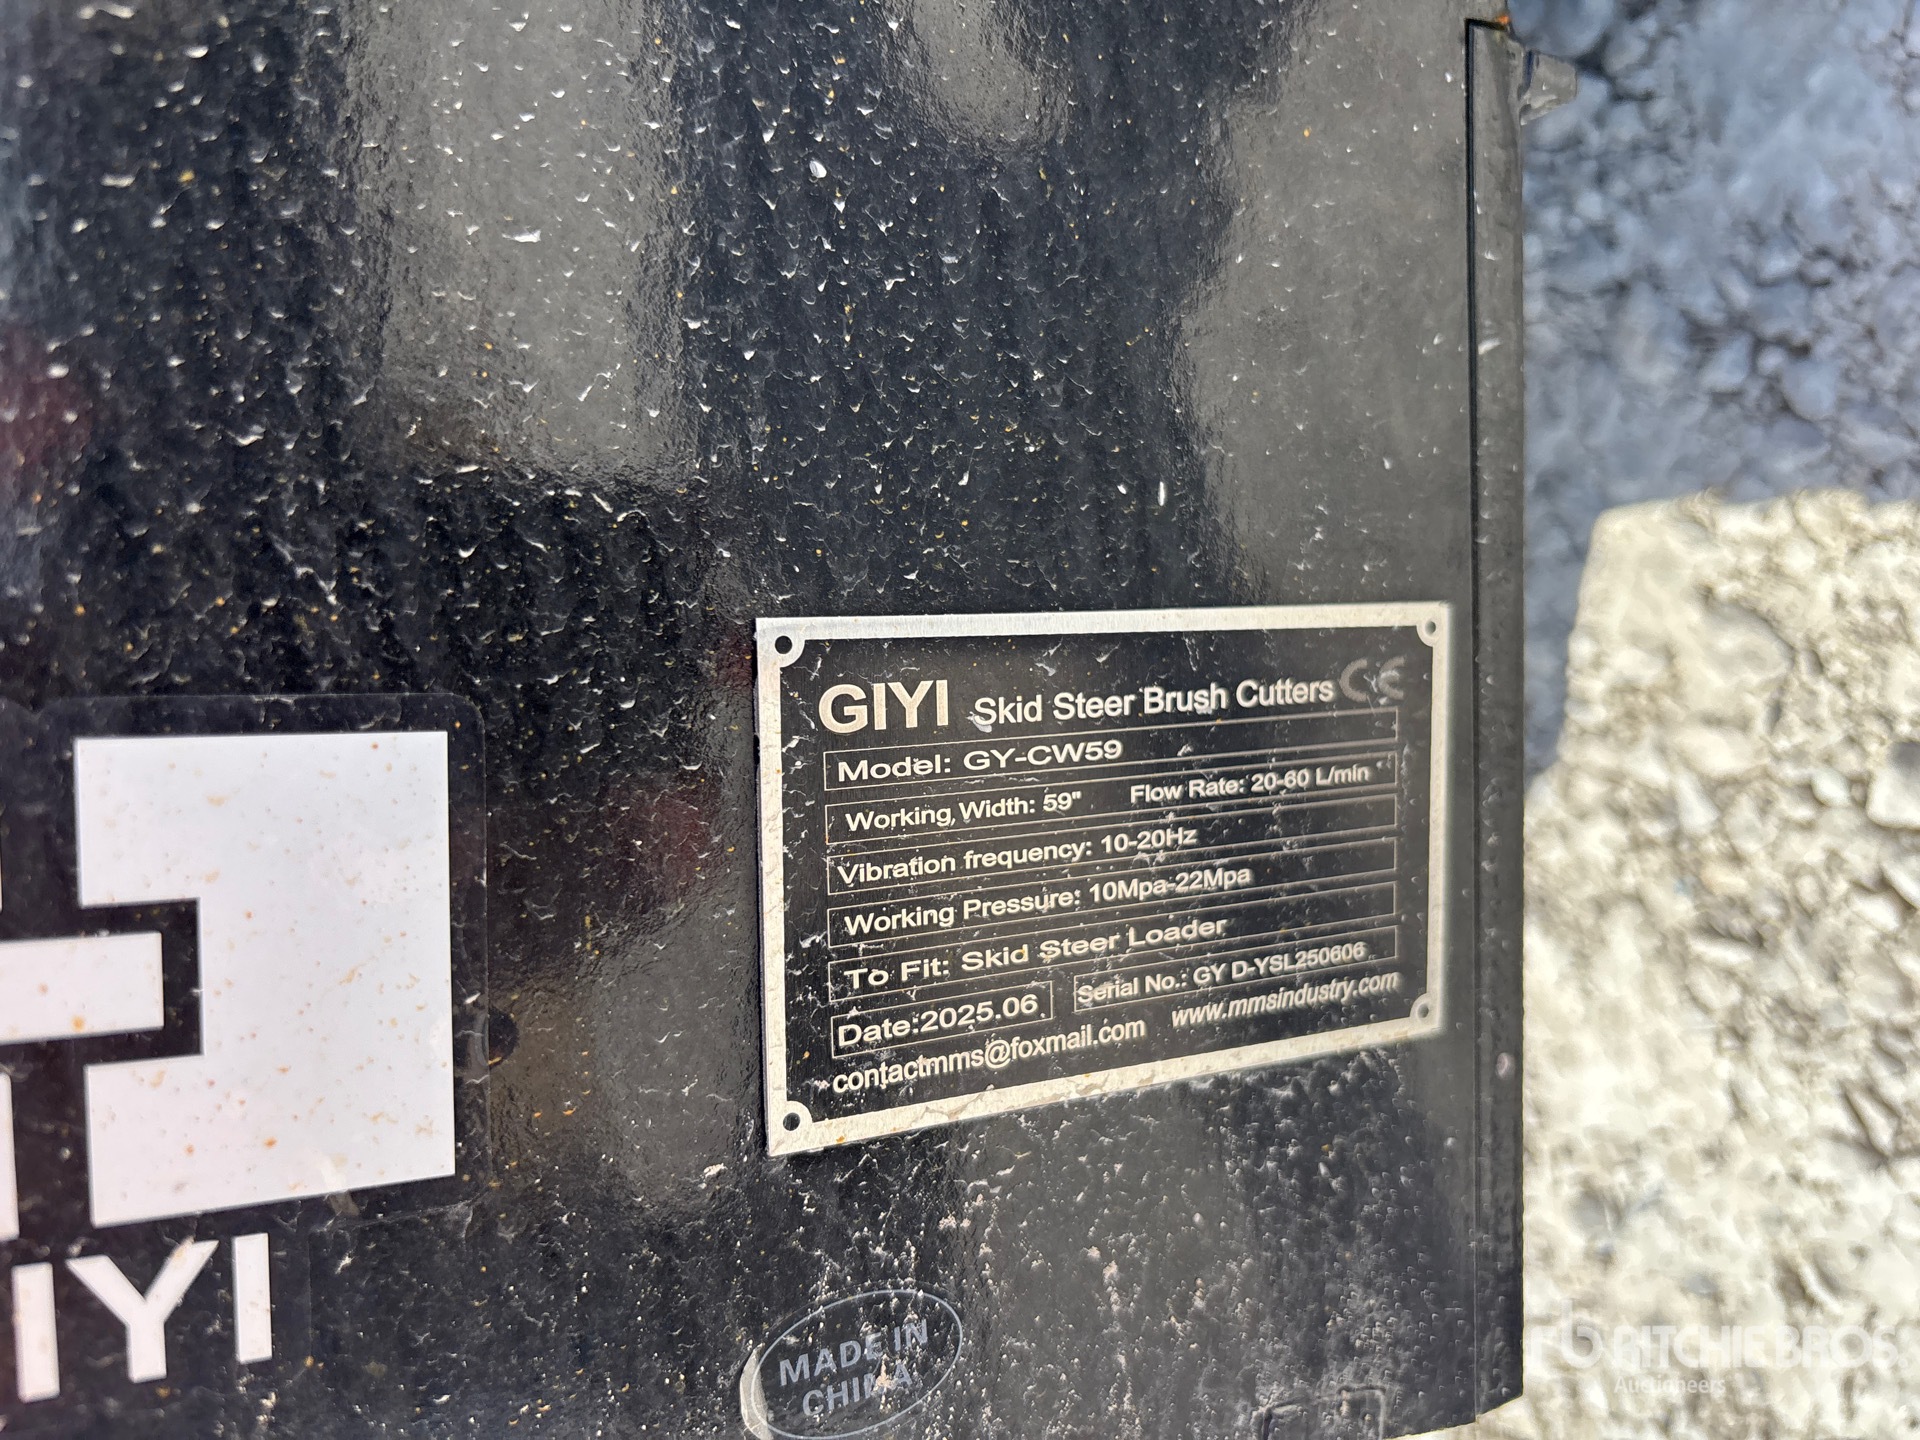 GIYI Skid Steer Brush Cutters CE
Model: GY-CW59
Working Width: 59" Flow Rate: 20-60 L/min
Vibration frequency: 10-20Hz
Working Pressure: 10Mpa-22Mpa
To Fit: Skid Steer Loader
Date:2025.06 Serial No.: GY D-YSL250606
contactmms@foxmail.com www.mmsindustry.com
IYI
MADE IN
CHINA
rb RITCHIE BROS
Auctioneers